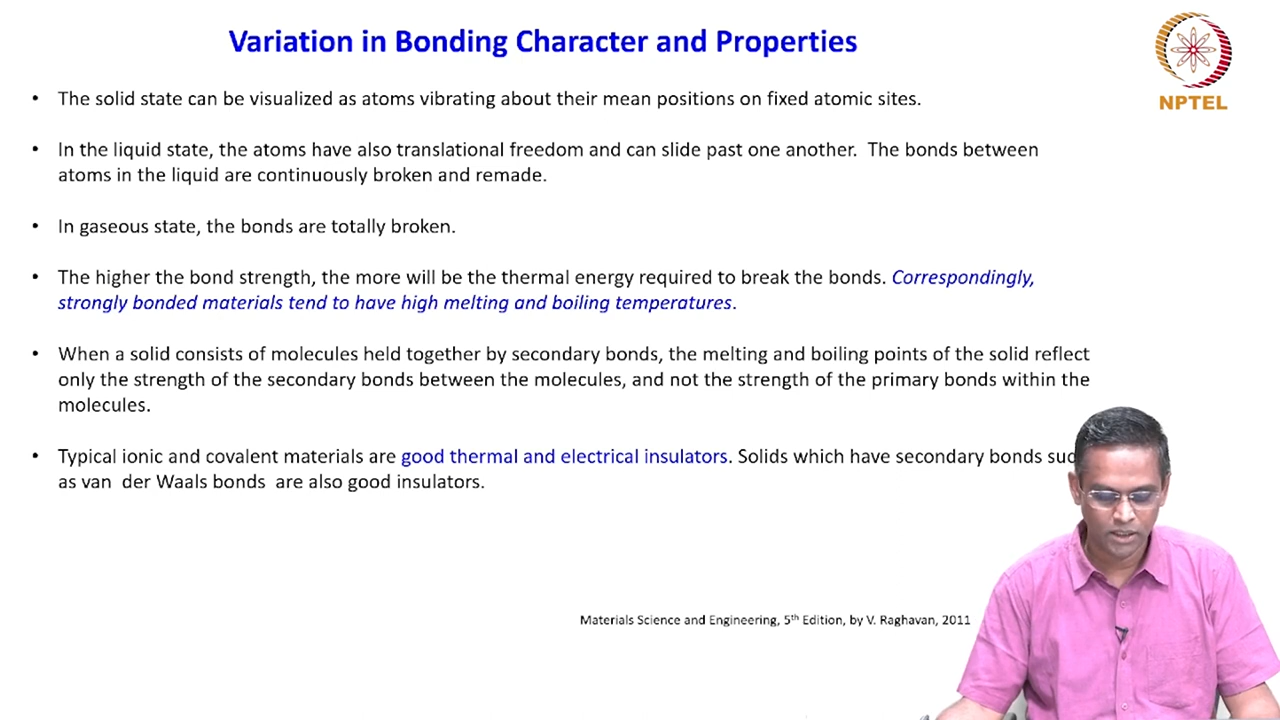 Variation in Bonding Character and Properties
NPTEL
• The solid state can be visualized as atoms vibrating about their mean positions on fixed atomic sites.
• In the liquid state, the atoms have also translational freedom and can slide past one another. The bonds between
atoms in the liquid are continuously broken and remade.
• In gaseous state, the bonds are totally broken.
• The higher the bond strength, the more will be the thermal energy required to break the bonds. Correspondingly,
strongly bonded materials tend to have high melting and boiling temperatures.
• When a solid consists of molecules held together by secondary bonds, the melting and boiling points of the solid reflect
only the strength of the secondary bonds between the molecules, and not the strength of the primary bonds within the
molecules.
• Typical ionic and covalent materials are good thermal and electrical insulators. Solids which have secondary bonds
as van der Waals bonds are also good insulators.
Materials Science and Engineering, 5th Edition, by V. Raghavan, 2011